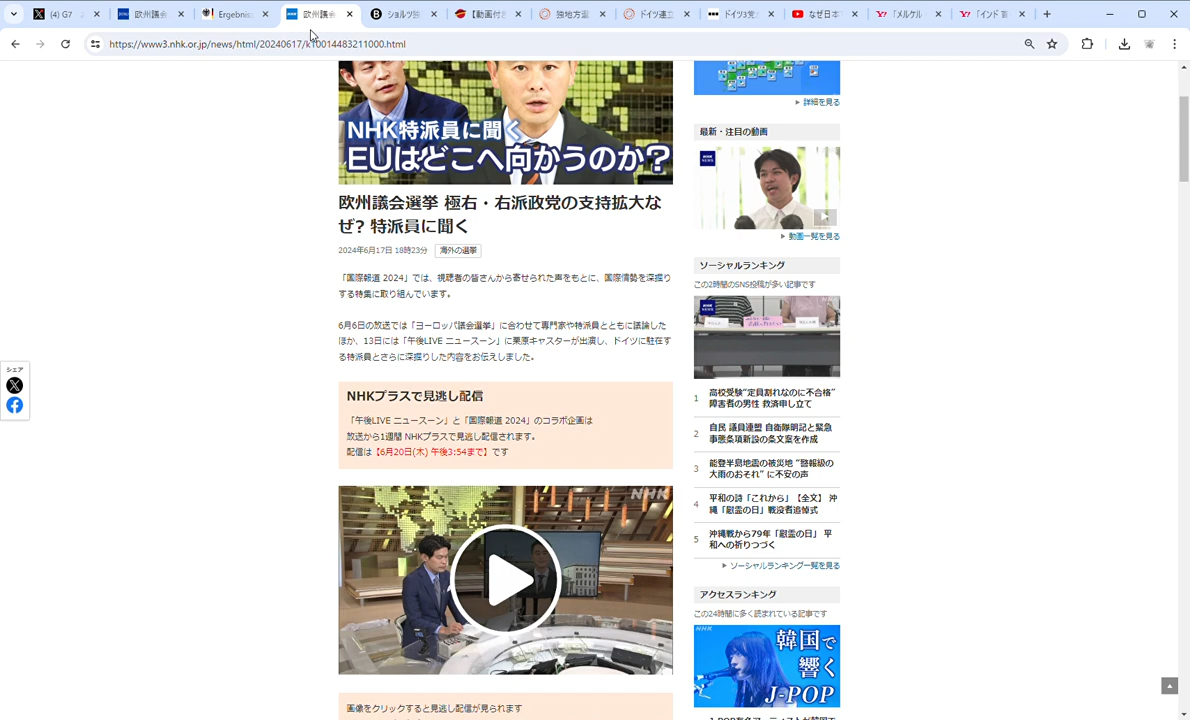 (4) G7
欧州議
Ergebnis
欧州議会
ショルツ独
【動画付き
独地方選
ドイツ連立
ドイツ3党
なぜ日本
「メルケル
「インド 新
https://www3.nhk.or.jp/news/html/20240617/k10014483211000.html
NHK特派員に聞く
EUはどこへ向かうのか?
欧州議会選挙 極右・右派政党の支持拡大な
ぜ? 特派員に聞く
2024年6月17日 18時23分
海外の選挙
「国際報道 2024」では、視聴者の皆さんから寄せられた声をもとに、国際情勢を深掘り
する特集に取り組んでいます。
6月6日の放送では「ヨーロッパ議会選挙」に合わせて専門家や特派員とともに議論した
ほか、13日には「午後LIVE ニュースーン」に栗原キャスターが出演し、ドイツに駐在す
る特派員とさらに深掘りした内容をお伝えしました。
シェア
NHKプラスで見逃し配信
「午後LIVE ニュースーン」と「国際報道 2024」のコラボ企画は
放送から1週間 NHKプラスで見逃し配信されます。
配信は【6月20日(木) 午後3:54まで】です
NHK
画像をクリックすると見逃し配信が見られます
詳細を見る
最新・注目の動画
NHK NEWS
動画一覧を見る
ソーシャルランキング
この2時間のSNS投稿が多い記事です
NHK NEWS
NHK
1 高校受験“定員割れなのに不合格”
障害者の男性 救済申し立て
2 自民 議員連盟 自衛隊明記と緊急
事態条項新設の条文案を作成
3 能登半島地震の被災地 “警報級の
大雨のおそれ” に不安の声
4 平和の詩「これから」【全文】 沖
縄「慰霊の日」戦没者追悼式
5 沖縄戦から79年「慰霊の日」 平
和への祈りつづく
ソーシャルランキング一覧を見る
アクセスランキング
この24時間に多く読まれている記事です
NHK
韓国で
響く
J-POP